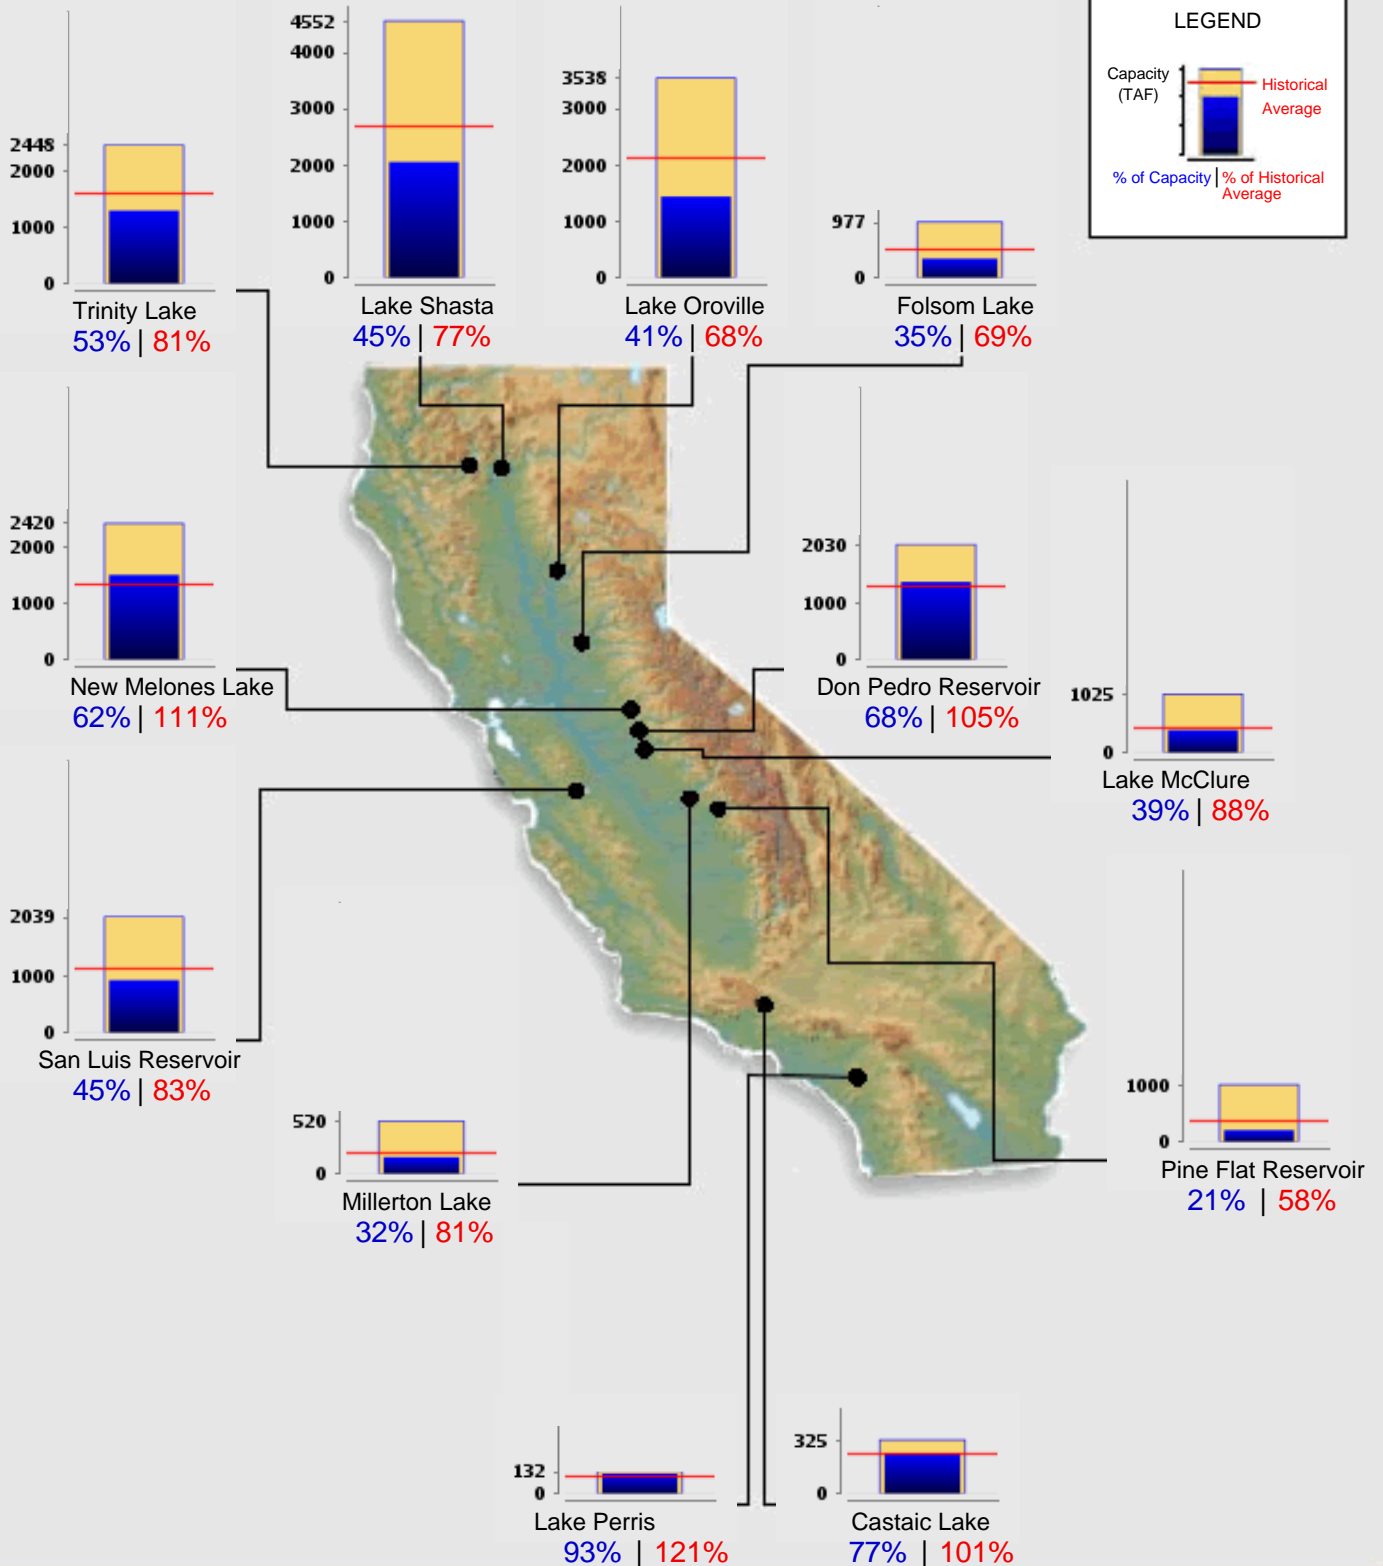 LEGEND
Capacity
(TAF)
Historical
Average
% of Capacity | % of Historical
Average
2448
2000
1000
0
Trinity Lake
53% | 81%
4552
4000
3000
2000
1000
0
Lake Shasta
45% | 77%
3538
3000
2000
1000
0
Lake Oroville
41% | 68%
977
0
Folsom Lake
35% | 69%
2420
2000
1000
0
New Melones Lake
62% | 111%
2030
1000
0
Don Pedro Reservoir
68% | 105%
1025
0
Lake McClure
39% | 88%
2039
1000
0
San Luis Reservoir
45% | 83%
520
0
Millerton Lake
32% | 81%
1000
0
Pine Flat Reservoir
21% | 58%
132
0
Lake Perris
93% | 121%
325
0
Castaic Lake
77% | 101%